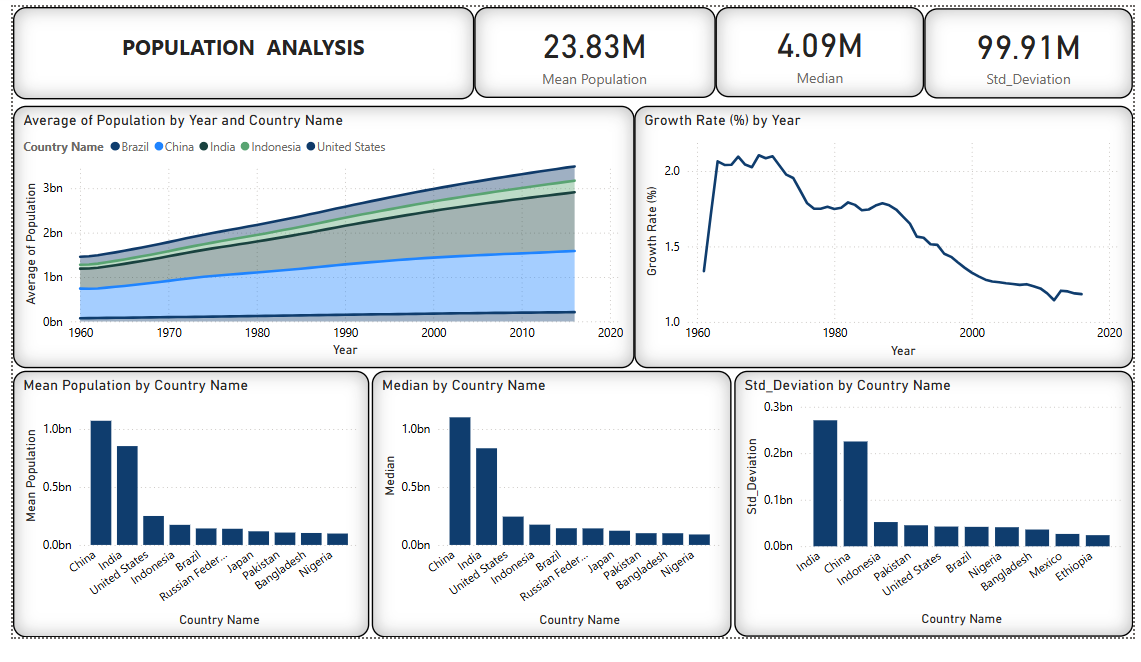 POPULATION ANALYSIS
23.83M
Mean Population
4.09M
Median
99.91M
Std_Deviation
Average of Population by Year and Country Name
Country Name Brazil China India Indonesia United States
Average of Population
3bn
2bn
1bn
0bn
1960 1970 1980 1990 2000 2010 2020
Year
Growth Rate (%) by Year
Growth Rate (%)
2.0
1.5
1.0
1960 1980 2000 2020
Year
Mean Population by Country Name
Mean Population
1.0bn
0.5bn
0.0bn
China India United States Indonesia Brazil Russian Feder... Japan Pakistan Bangladesh Nigeria
Country Name
Median by Country Name
Median
1.0bn
0.5bn
0.0bn
China India United States Indonesia Brazil Russian Feder... Japan Pakistan Bangladesh Nigeria
Country Name
Std_Deviation by Country Name
Std_Deviation
0.3bn
0.2bn
0.1bn
0.0bn
India China Indonesia Pakistan United States Brazil Nigeria Bangladesh Mexico Ethiopia
Country Name